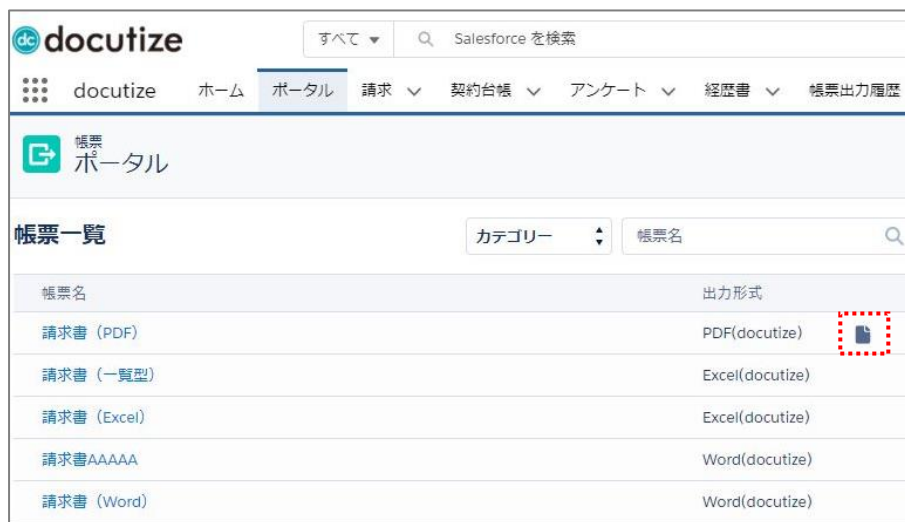 dc docutize すべて Salesforce を検索
docutize ホーム ポータル 請求 契約台帳 アンケート 経歴書 帳票出力履歴
帳票
ポータル
帳票一覧 カテゴリー 帳票名
帳票名 出力形式
請求書（PDF） PDF(docutize)
請求書（一覧型） Excel(docutize)
請求書（Excel） Excel(docutize)
請求書AAAAA Word(docutize)
請求書（Word） Word(docutize)